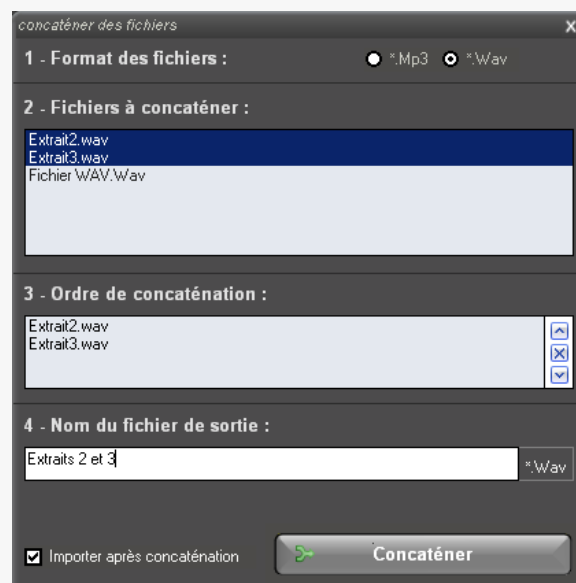 concaténer des fichiers x
1 - Format des fichiers : *.Mp3 *.Wav
2 - Fichiers à concaténer :
Extrait2.wav
Extrait3.wav
Fichier WAV.Wav
3 - Ordre de concaténation :
Extrait2.wav
Extrait3.wav
4 - Nom du fichier de sortie :
Extraits 2 et 3 *.Wav
Importer après concaténation Concaténer